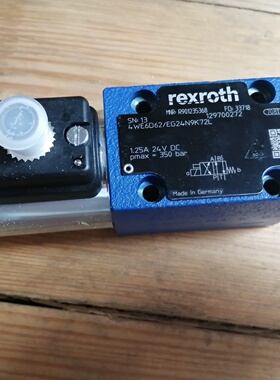 rexroth
MNR: R901235368 FD: 33718
SN: 13 129700272
4WE6D62/EG24N9K72L
1.25A 24V DC
pmax = 350 bar
A B
a b
P T
Made in Germany